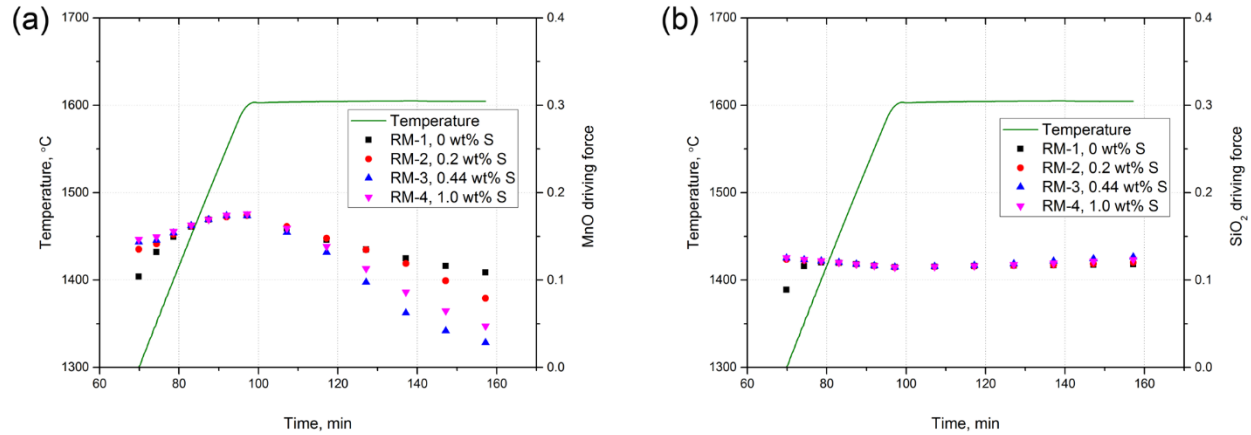 (a)
1700
1600
1500
1400
1300
Temperature, °C
0.4
0.3
0.2
0.1
0.0
MnO driving force
Temperature
RM-1, 0 wt% S
RM-2, 0.2 wt% S
RM-3, 0.44 wt% S
RM-4, 1.0 wt% S
60 80 100 120 140 160
Time, min
(b)
1700
1600
1500
1400
1300
Temperature, °C
0.4
0.3
0.2
0.1
0.0
SiO₂ driving force
Temperature
RM-1, 0 wt% S
RM-2, 0.2 wt% S
RM-3, 0.44 wt% S
RM-4, 1.0 wt% S
60 80 100 120 140 160
Time, min